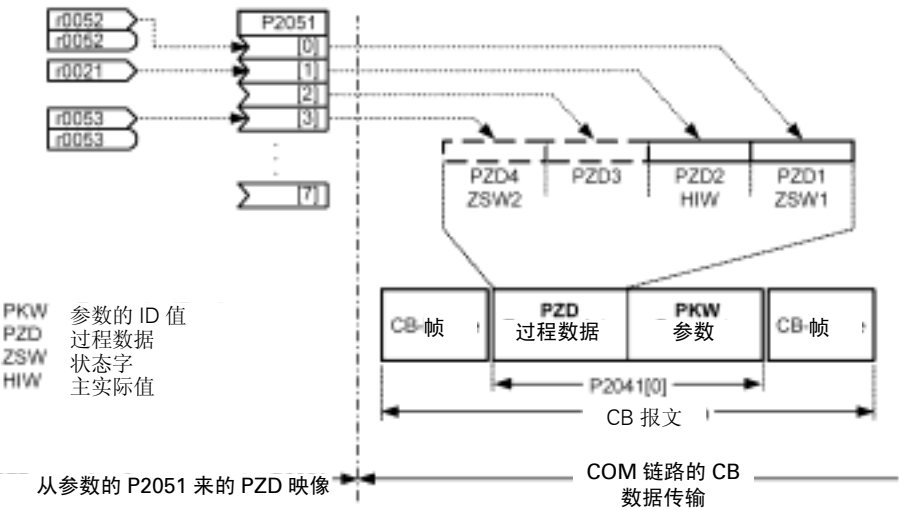 r0052
r0052
P2051
[0]
r0021
[1]
[2]
r0053
r0053
[3]
[7]
PZD4
ZSW2
PZD3
PZD2
HIW
PZD1
ZSW1
CB-帧
PZD
过程数据
PKW
参数
CB-帧
P2041[0]
CB 报文
PKW 参数的 ID 值
PZD 过程数据
ZSW 状态字
HIW 主实际值
从参数的 P2051 来的 PZD 映像
COM 链路的 CB
数据传输